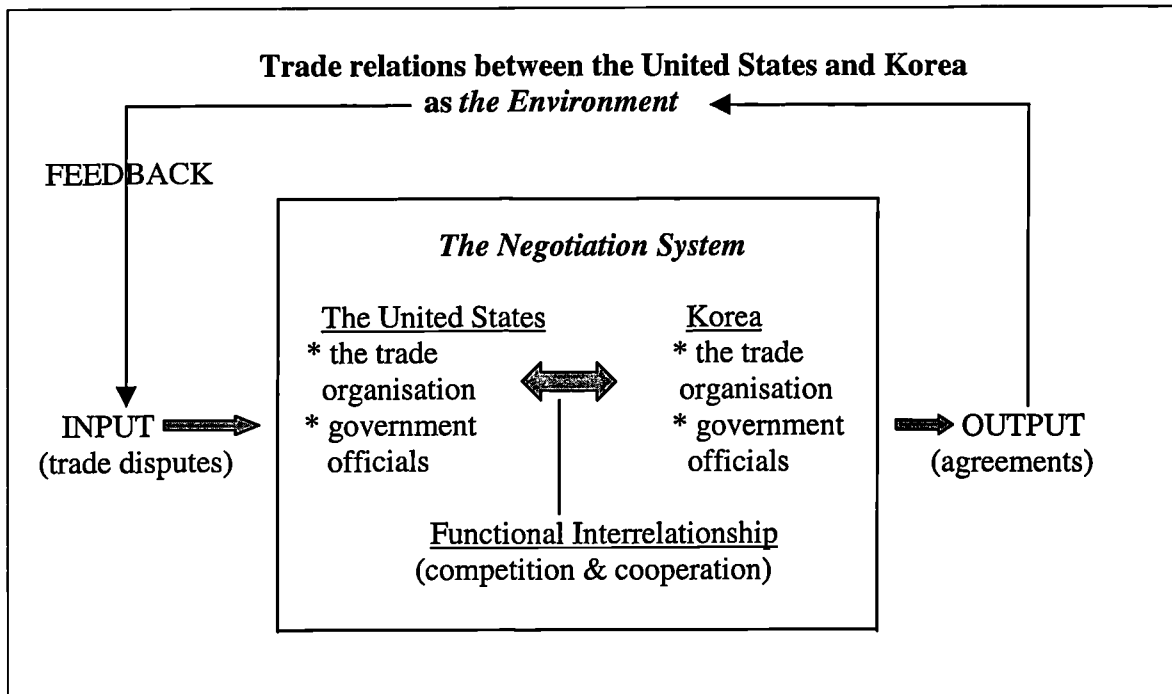 Trade relations between the United States and Korea
as the Environment
FEEDBACK
The Negotiation System
The United States
* the trade
organisation
* government
officials
Korea
* the trade
organisation
* government
officials
INPUT
(trade disputes)
OUTPUT
(agreements)
Functional Interrelationship
(competition & cooperation)